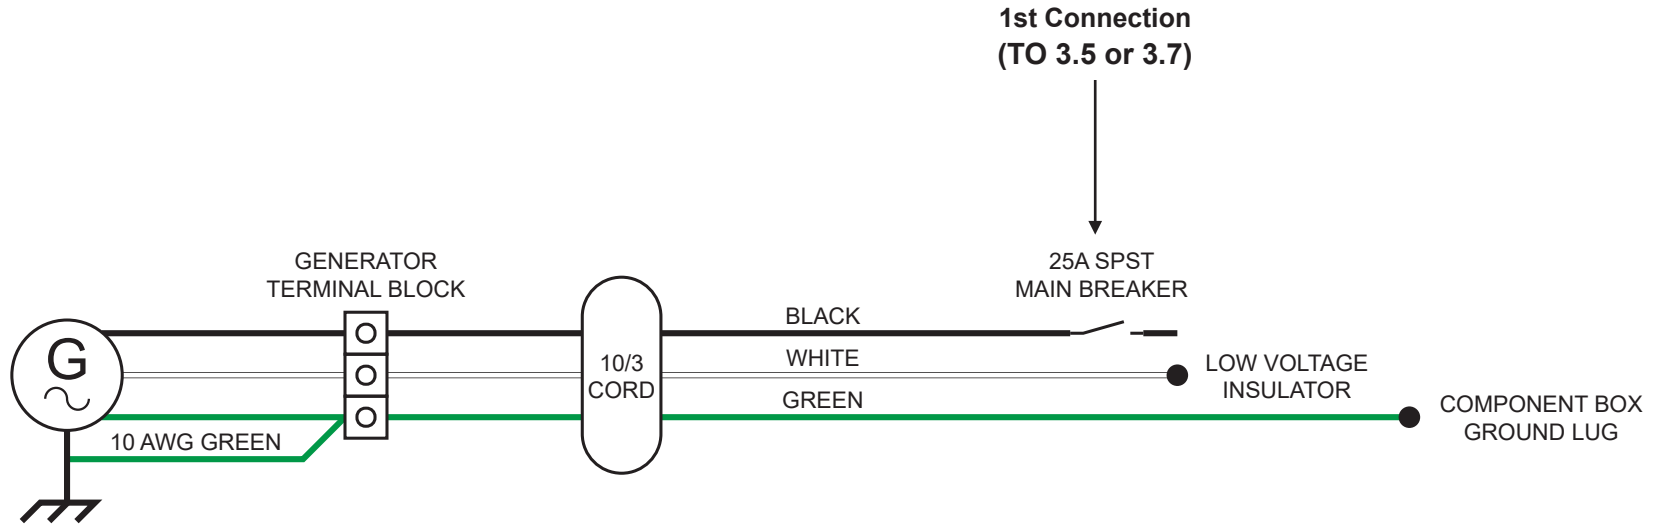 1st Connection
(TO 3.5 or 3.7)
GENERATOR
TERMINAL BLOCK
25A SPST
MAIN BREAKER
BLACK
G
10/3
CORD
WHITE
LOW VOLTAGE
INSULATOR
GREEN
COMPONENT BOX
GROUND LUG
10 AWG GREEN